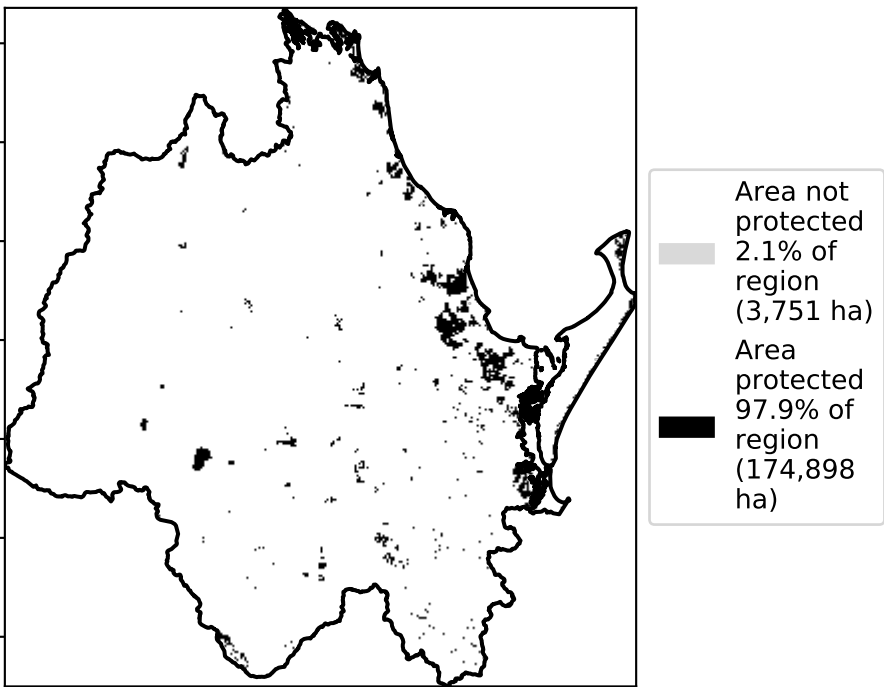 Area not
protected
2.1% of
region
(3,751 ha)
Area
protected
97.9% of
region
(174,898
ha)